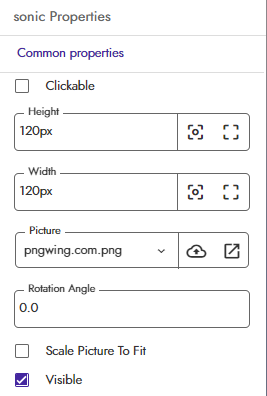 sonic Properties
Common properties
Clickable
Height
120px
Width
120px
Picture
pngwing.com.png
Rotation Angle
0.0
Scale Picture To Fit
Visible